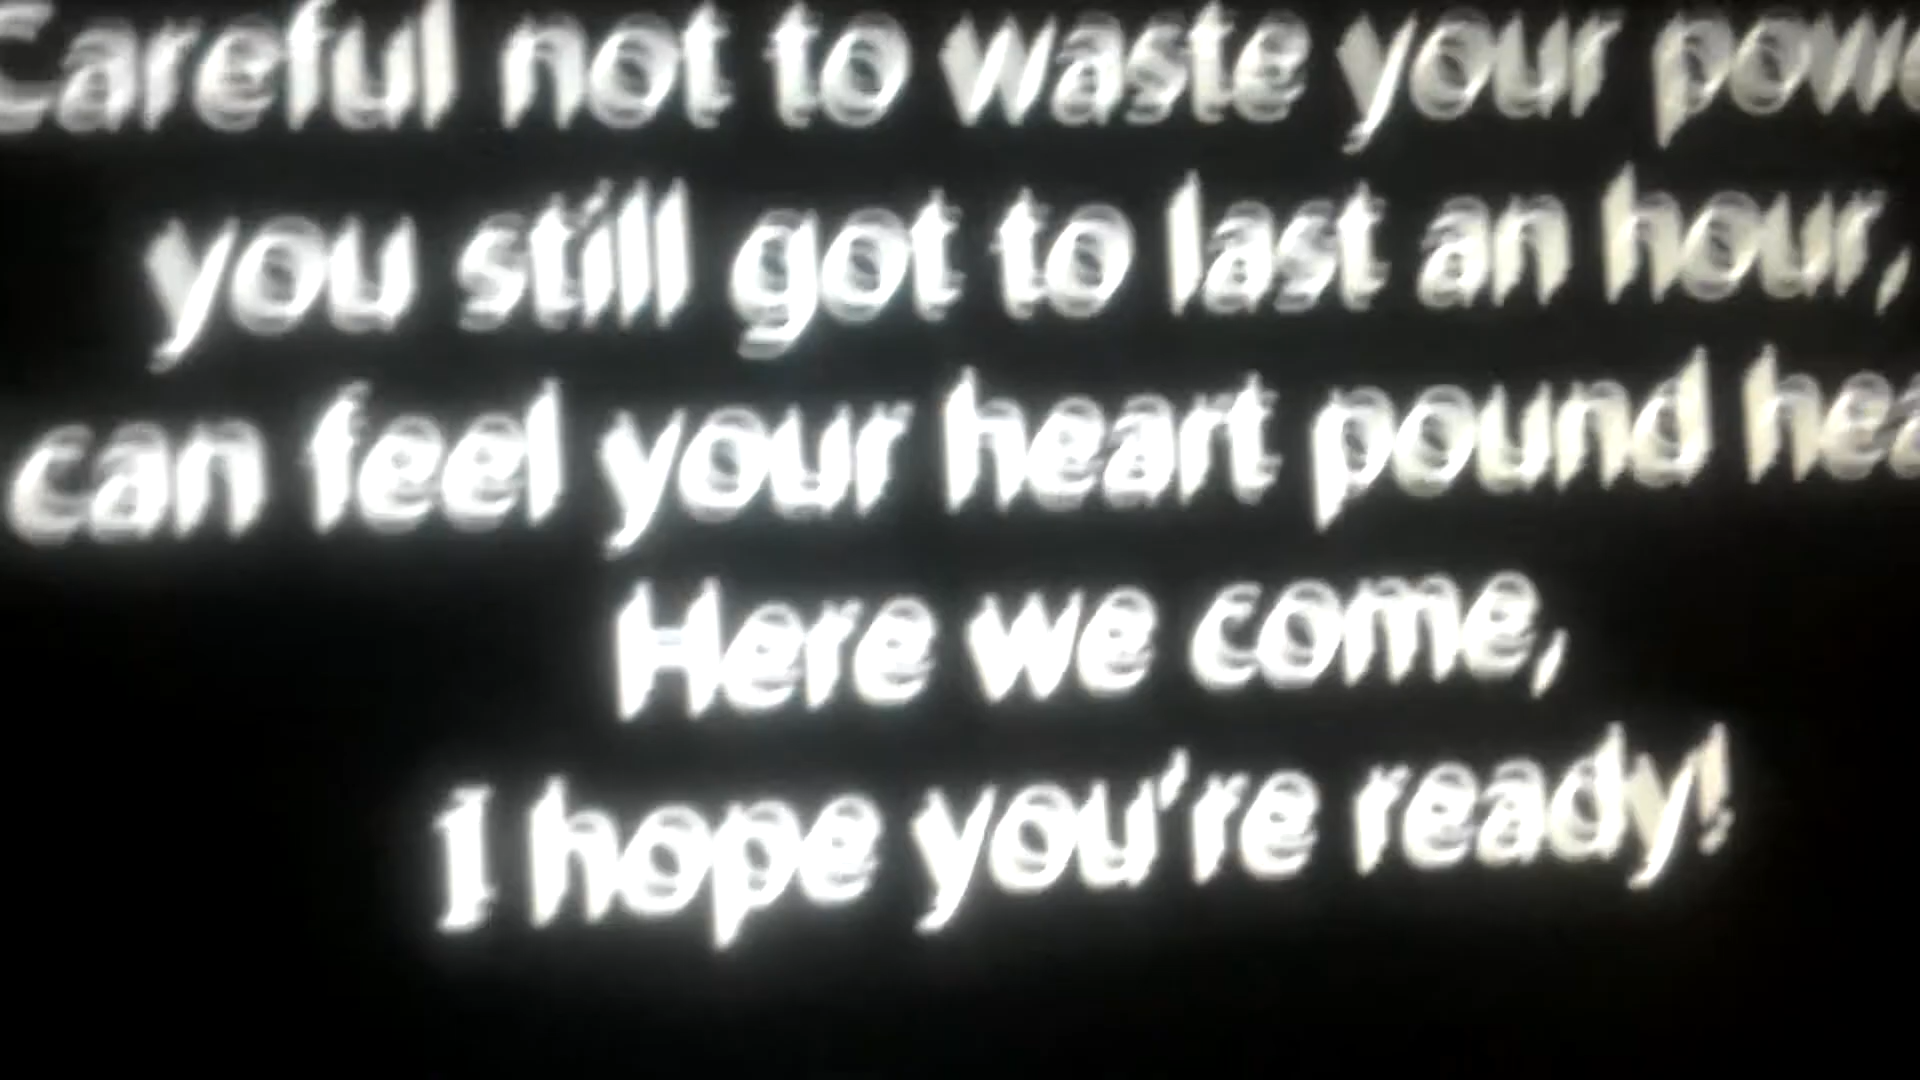 Careful not to waste your powe
you still got to last an hour,
can feel your heart pound hea
Here we come,
I hope you're ready!